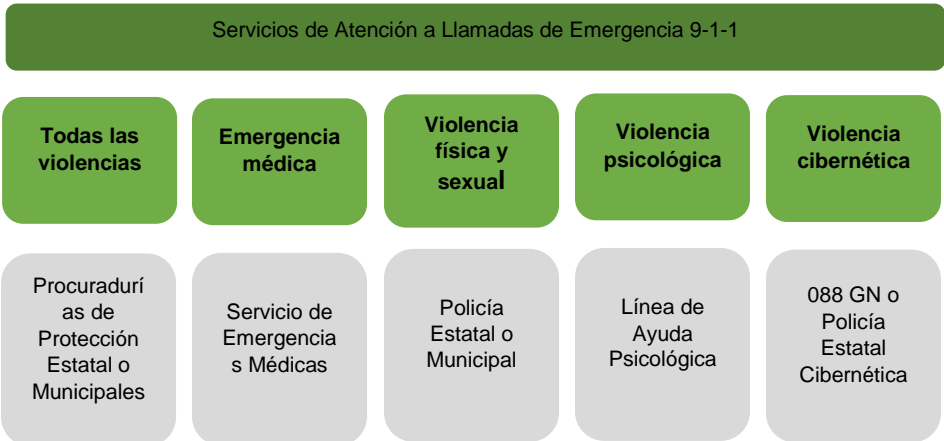 Servicios de Atención a Llamadas de Emergencia 9-1-1
Todas las
violencias
Emergencia
médica
Violencia
física y
sexual
Violencia
psicológica
Violencia
cibernética
Procuradurí
as de
Protección
Estatal o
Municipales
Servicio de
Emergencia
s Médicas
Policía
Estatal o
Municipal
Línea de
Ayuda
Psicológica
088 GN o
Policía
Estatal
Cibernética